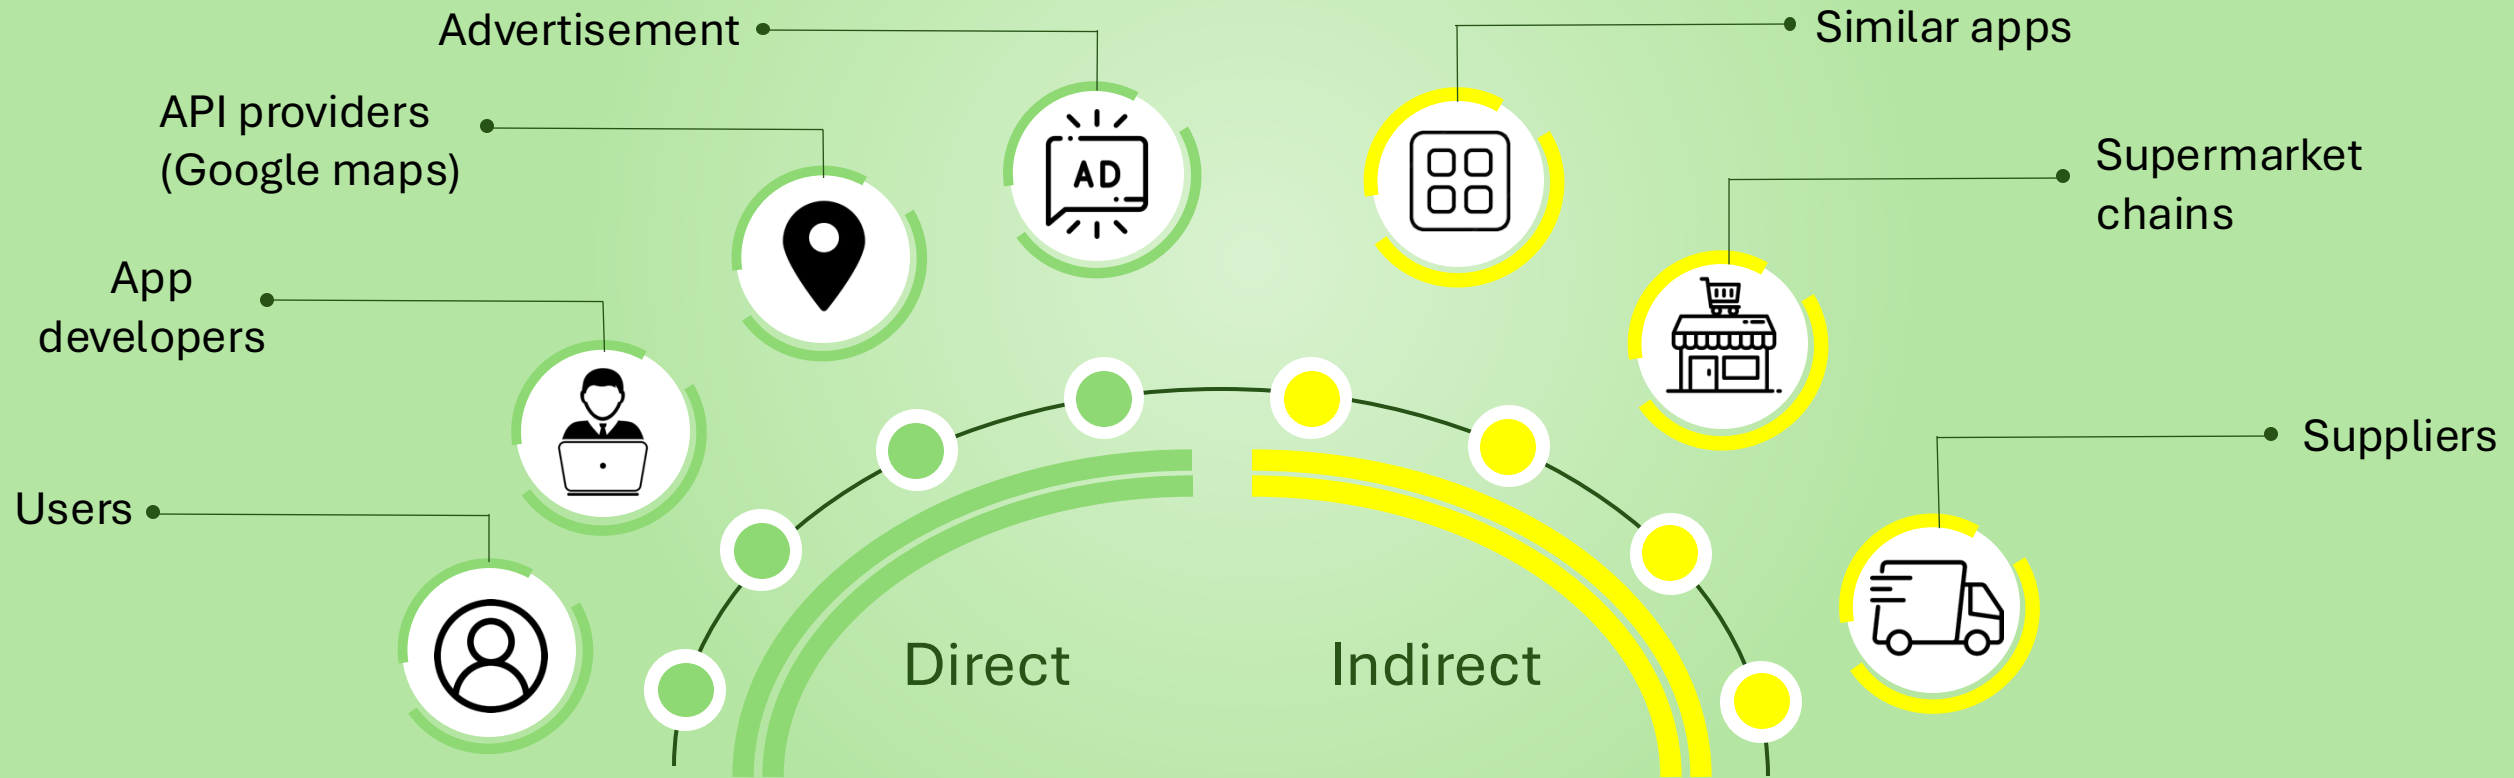 Advertisement
API providers
(Google maps)
App
developers
Users
AD
Similar apps
Supermarket
chains
Suppliers
Direct
Indirect